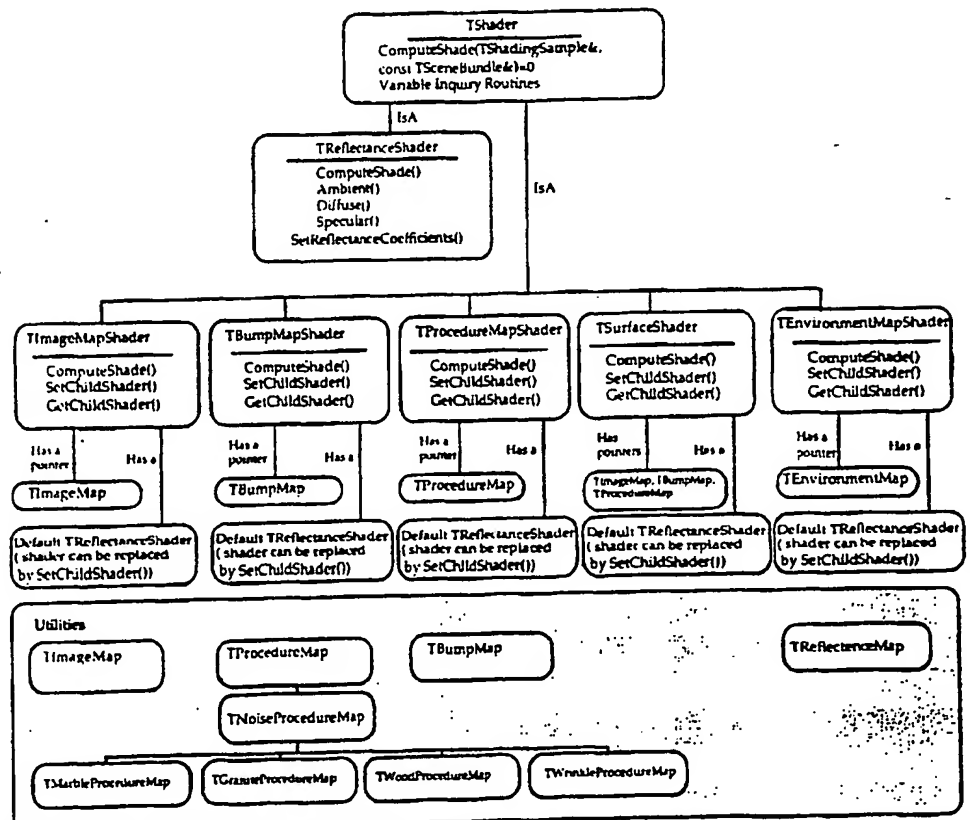 TShader
ComputeShade(TShadingSample&,
const TSceneBundle&)=0
Variable Inquiry Routines
IsA
TReflectanceShader
ComputeShade()
Ambient()
Diffuse()
Specular()
SetReflectanceCoefficients()
IsA
TImageMapShader
ComputeShade()
SetChildShader()
GetChildShader()
TBumpMapShader
ComputeShade()
SetChildShader()
GetChildShader()
TProcedureMapShader
ComputeShade()
SetChildShader()
GetChildShader()
TSurfaceShader
ComputeShade()
SetChildShader()
GetChildShader()
TEnvironmentMapShader
ComputeShade()
SetChildShader()
GetChildShader()
Has a
pointer
Has a
Has a
pointer
Has a
Has a
pointer
Has a
Has
pointers
Has a
Has a
pointer
Has a
TImageMap
TBumpMap
TProcedureMap
TImageMap, TBumpMap,
TProcedureMap
TEnvironmentMap
Default TReflectanceShader
( shader can be replaced
by SetChildShader())
Default TReflectanceShader
( shader can be replaced
by SetChildShader())
Default TReflectanceShader
( shader can be replaced
by SetChildShader())
Default TReflectanceShader
( shader can be replaced
by SetChildShader())
Default TReflectanceShader
( shader can be replaced
by SetChildShader())
Utilities
TImageMap
TProcedureMap
TBumpMap
TReflectenceMap
TNoiseProcedureMap
TMarbleProcedureMap
TGraniteProcedureMap
TWoodProcedureMap
TWrinkleProcedureMap